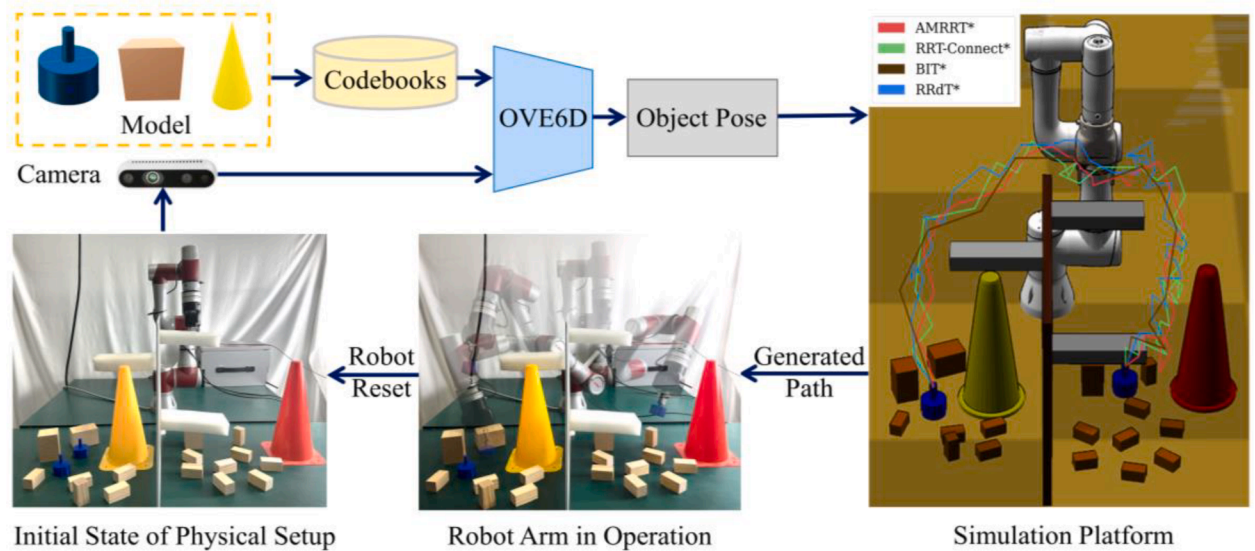 Model
Camera
Codebooks
OVE6D
Object Pose
AMRRT*
RRT-Connect*
BIT*
RRdT*
Robot
Reset
Generated
Path
Initial State of Physical Setup
Robot Arm in Operation
Simulation Platform